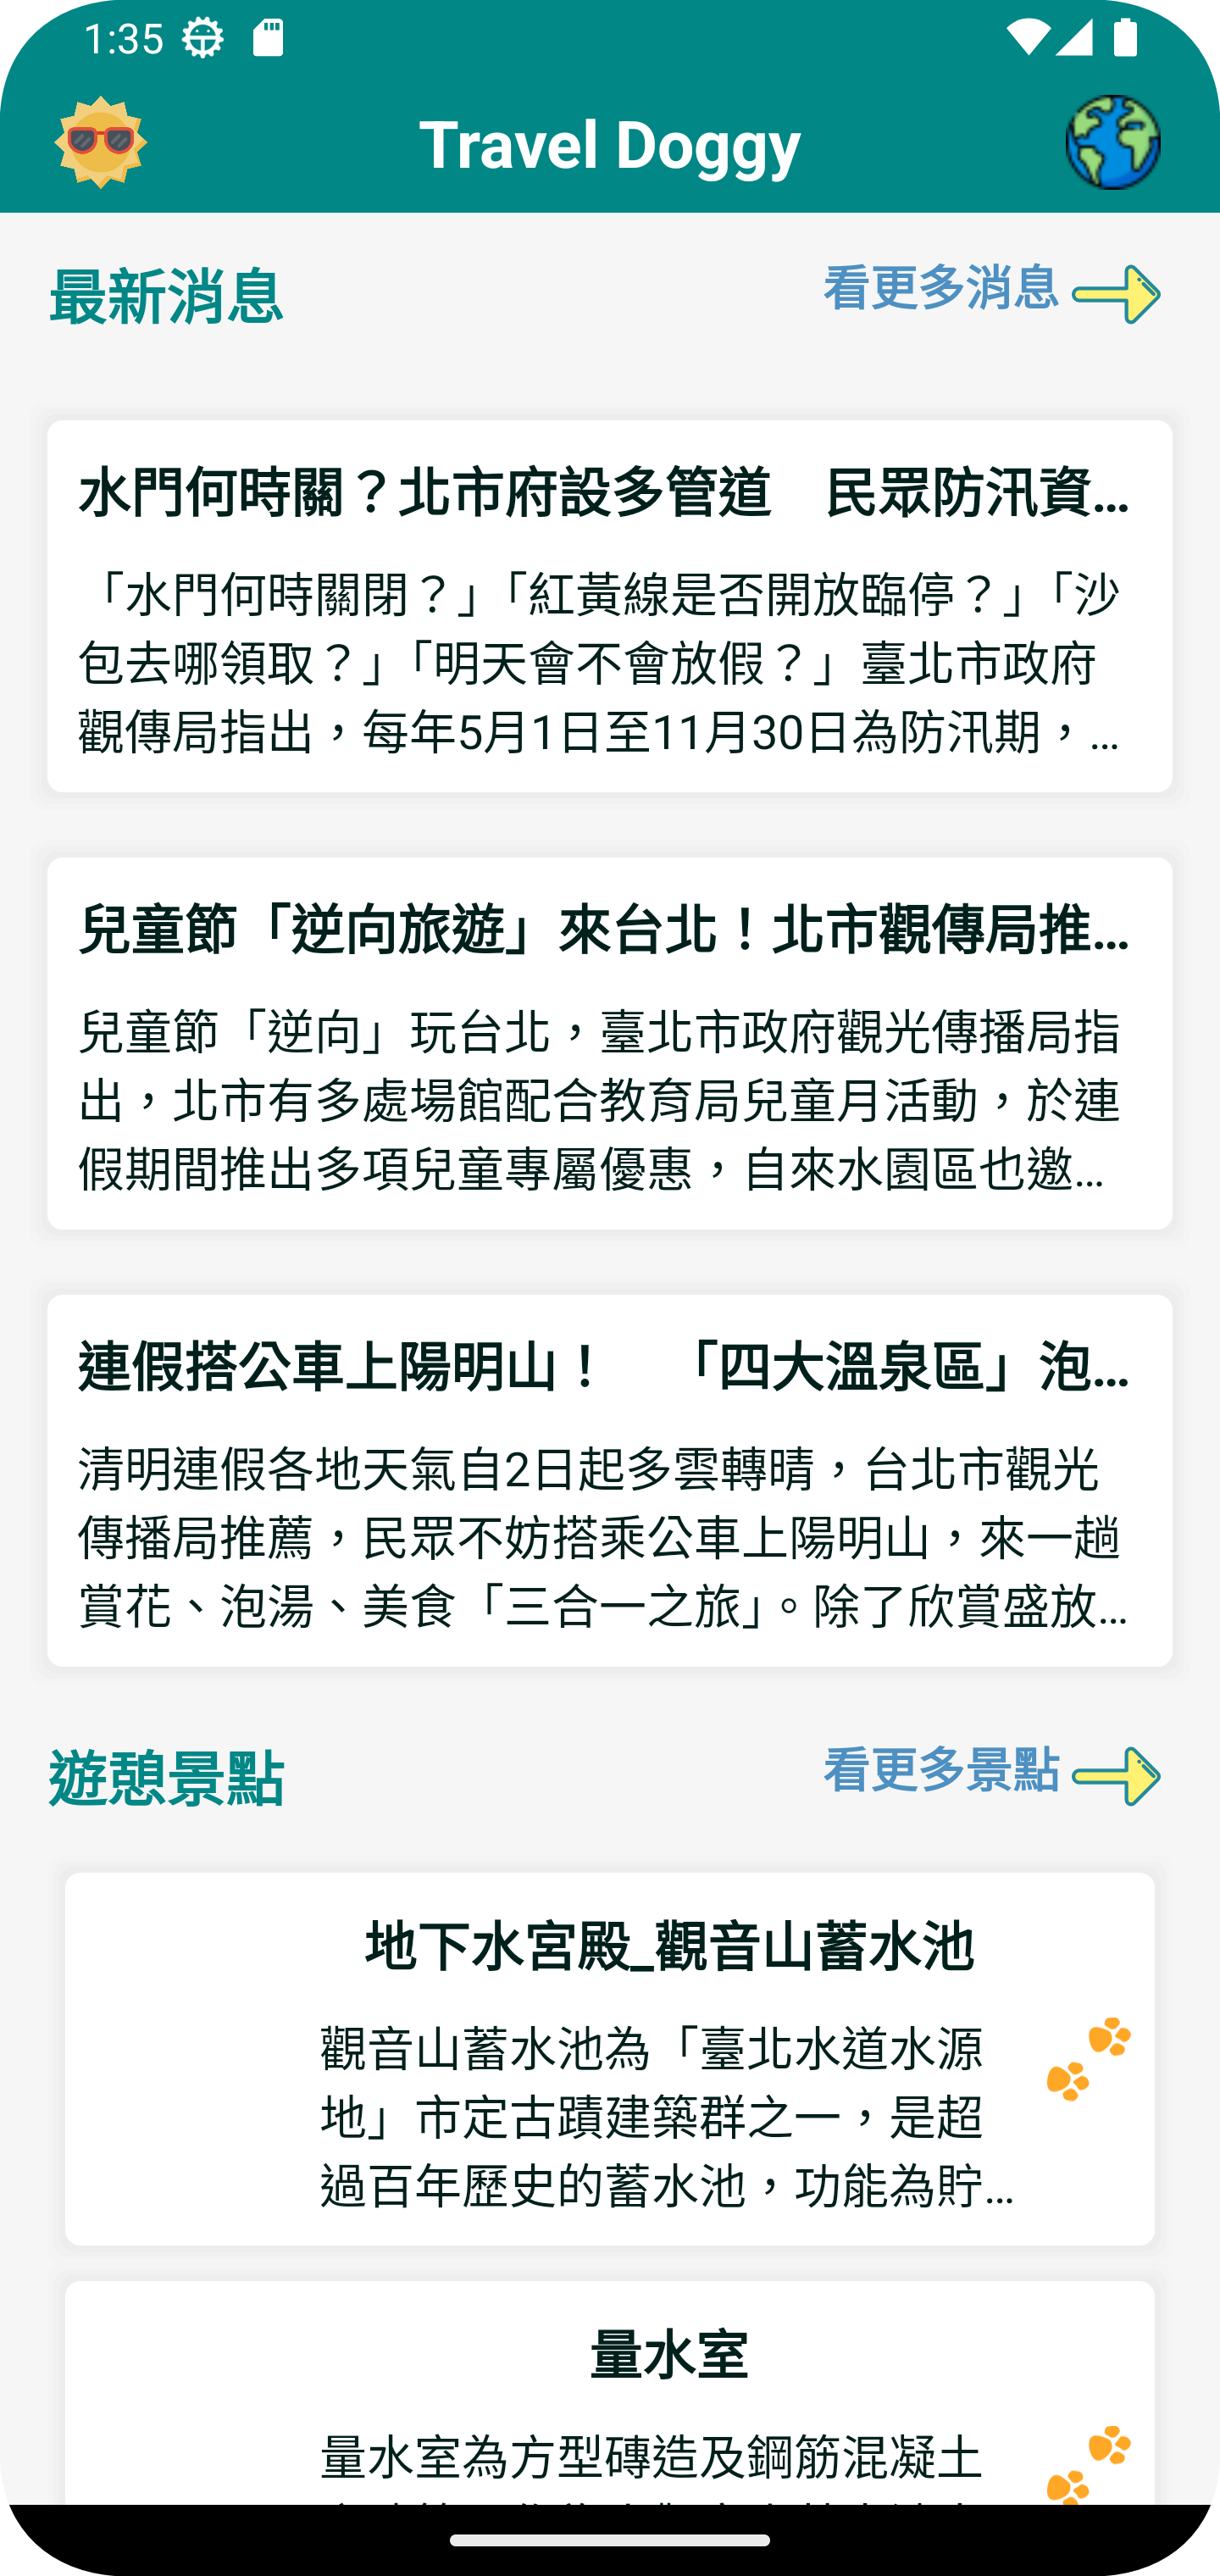 1:35
Travel Doggy
最新消息
看更多消息
水門何時關？北市府設多管道　民眾防汛資...
「水門何時關閉？」「紅黃線是否開放臨停？」「沙
包去哪領取？」「明天會不會放假？」臺北市政府
觀傳局指出，每年5月1日至11月30日為防汛期，...
兒童節「逆向旅遊」來台北！北市觀傳局推...
兒童節「逆向」玩台北，臺北市政府觀光傳播局指
出，北市有多處場館配合教育局兒童月活動，於連
假期間推出多項兒童專屬優惠，自來水園區也邀...
連假搭公車上陽明山！　「四大溫泉區」泡...
清明連假各地天氣自2日起多雲轉晴，台北市觀光
傳播局推薦，民眾不妨搭乘公車上陽明山，來一趟
賞花、泡湯、美食「三合一之旅」。除了欣賞盛放...
遊憩景點
看更多景點
地下水宮殿_觀音山蓄水池
觀音山蓄水池為「臺北水道水源
地」市定古蹟建築群之一，是超
過百年歷史的蓄水池，功能為貯...
量水室
量水室為方型磚造及鋼筋混凝土